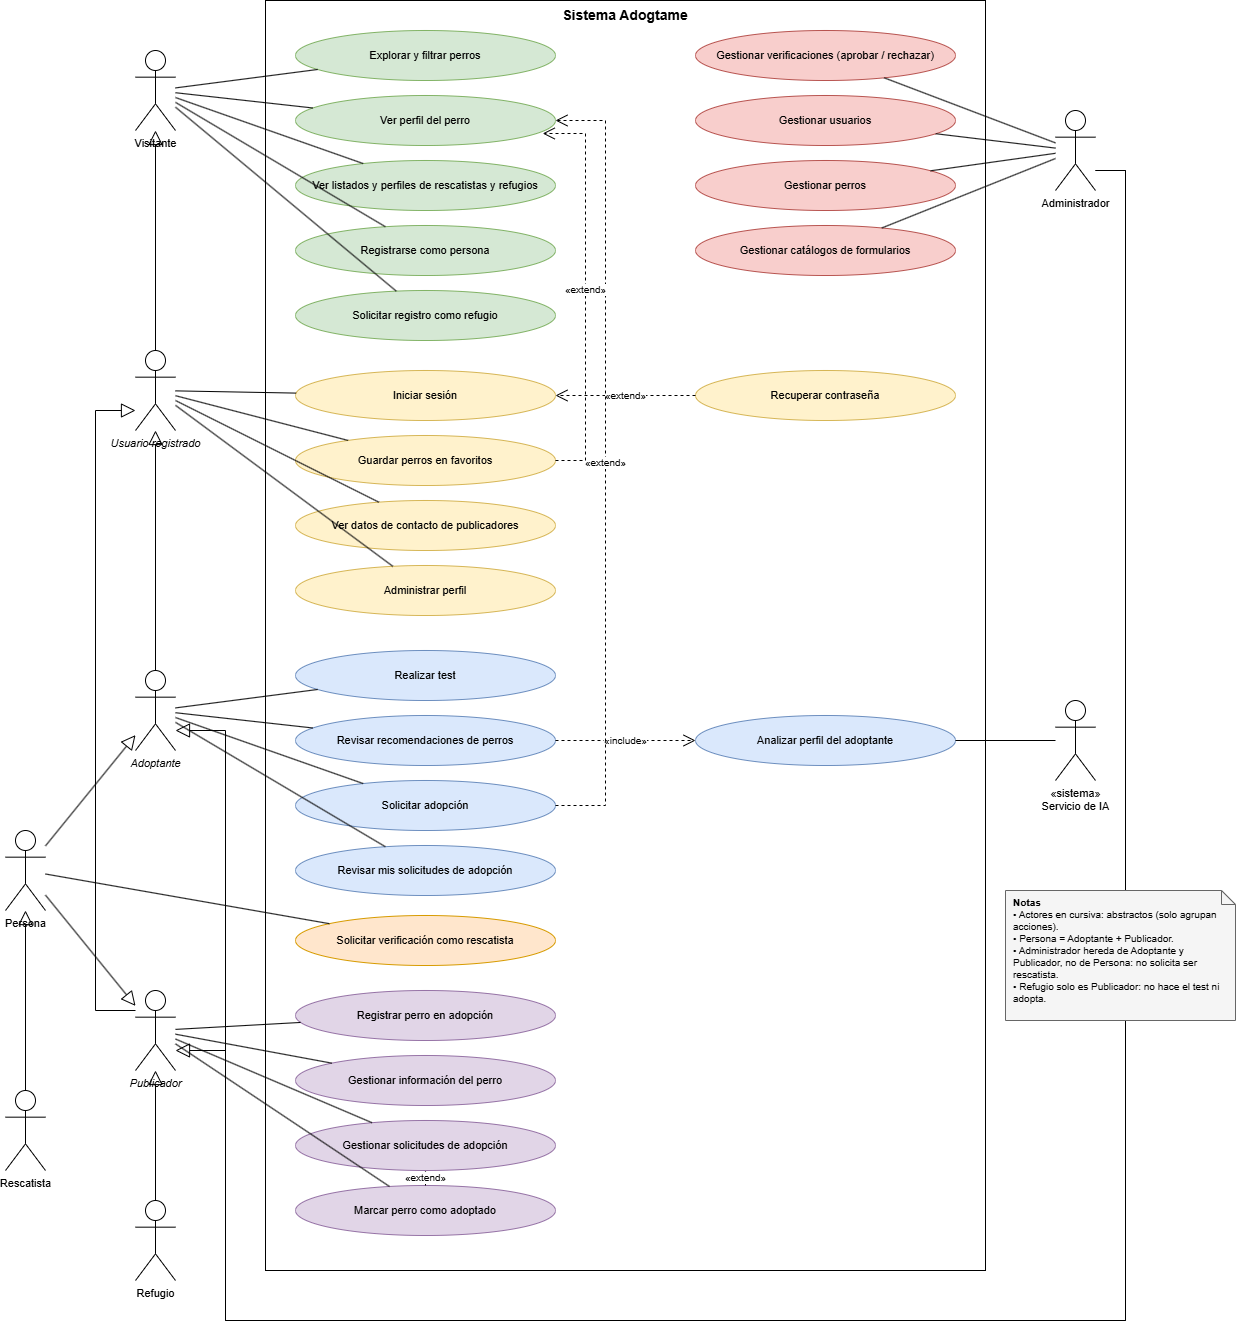 Sistema Adogtame
Explorar y filtrar perros
Gestionar verificaciones (aprobar / rechazar)
Ver perfil del perro
Gestionar usuarios
Visitante
Ver listados y perfiles de rescatistas y refugios
Gestionar perros
Administrador
Registrarse como persona
Gestionar catálogos de formularios
«extend»
Solicitar registro como refugio
Iniciar sesión
«extend»
Recuperar contraseña
Usuario registrado
Guardar perros en favoritos
«extend»
Ver datos de contacto de publicadores
Administrar perfil
Realizar test
Revisar recomendaciones de perros
«include»
Analizar perfil del adoptante
Adoptante
«sistema»
Servicio de IA
Solicitar adopción
Revisar mis solicitudes de adopción
Persona
Solicitar verificación como rescatista
Notas
• Actores en cursiva: abstractos (solo agrupan
acciones).
• Persona = Adoptante + Publicador.
• Administrador hereda de Adoptante y
Publicador, no de Persona: no solicita ser
rescatista.
• Refugio solo es Publicador: no hace el test ni
adopta.
Registrar perro en adopción
Gestionar información del perro
Publicador
Gestionar solicitudes de adopción
«extend»
Rescatista
Marcar perro como adoptado
Refugio